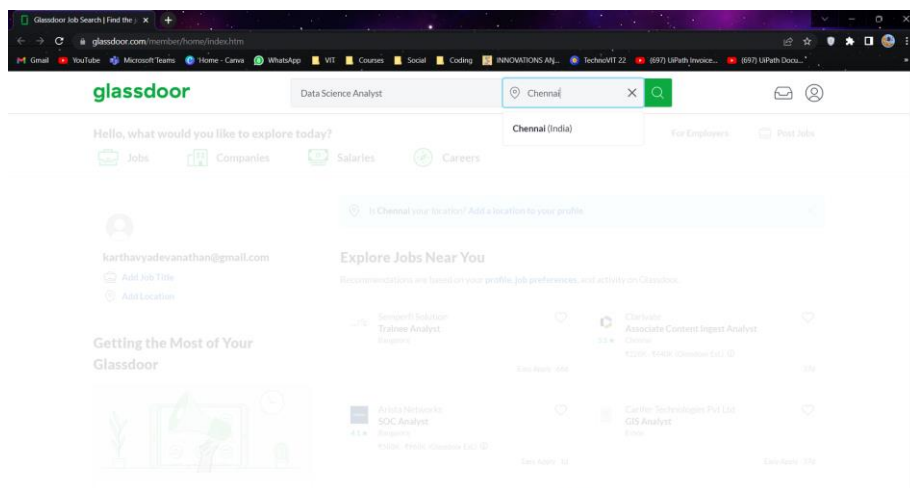 Glassdoor Job Search | Find the j
glassdoor.com/member/home/index.htm
Gmail YouTube Microsoft Teams Home - Canva WhatsApp VIT Courses Social Coding INNOVATIONS ANJ... TechnoVIT 22 (697) UiPath Invoice... (697) UiPath Docu...
glassdoor Data Science Analyst Chennai
Chennai (India)
Hello, what would you like to explore today? For Employers Post Jobs
Jobs Companies Salaries Careers
Is Chennai your location? Add a location to your profile
karthavyadevanathan@gmail.com
Add Job Title
Add Location
Explore Jobs Near You
Recommendations are based on your profile, job preferences, and activity on Glassdoor.
Getting the Most of Your
Glassdoor
Trainee Analyst
Bangalore
Clarivate
Associate Content Ingest Analyst
Chennai
Arista Networks
SOC Analyst
4.1 ★
GIS Analyst